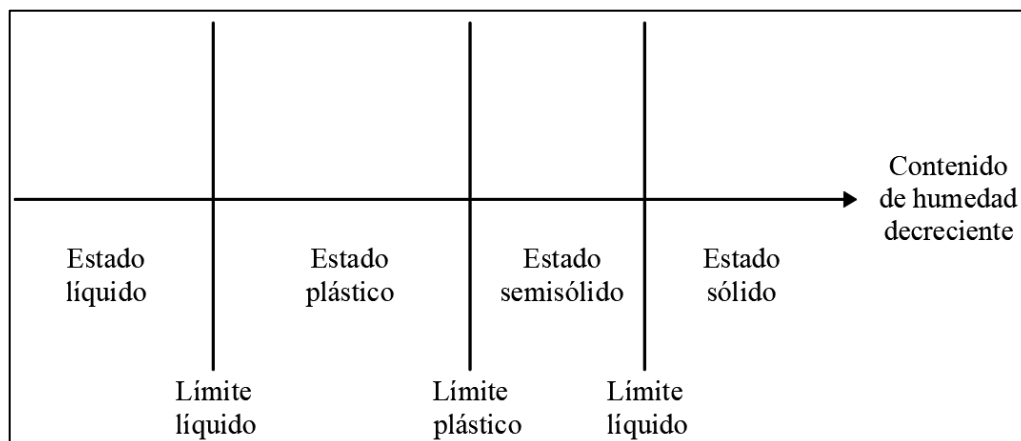 Contenido
de humedad
decreciente
Estado
líquido
Estado
plástico
Estado
semisólido
Estado
sólido
Límite
líquido
Límite
plástico
Límite
líquido